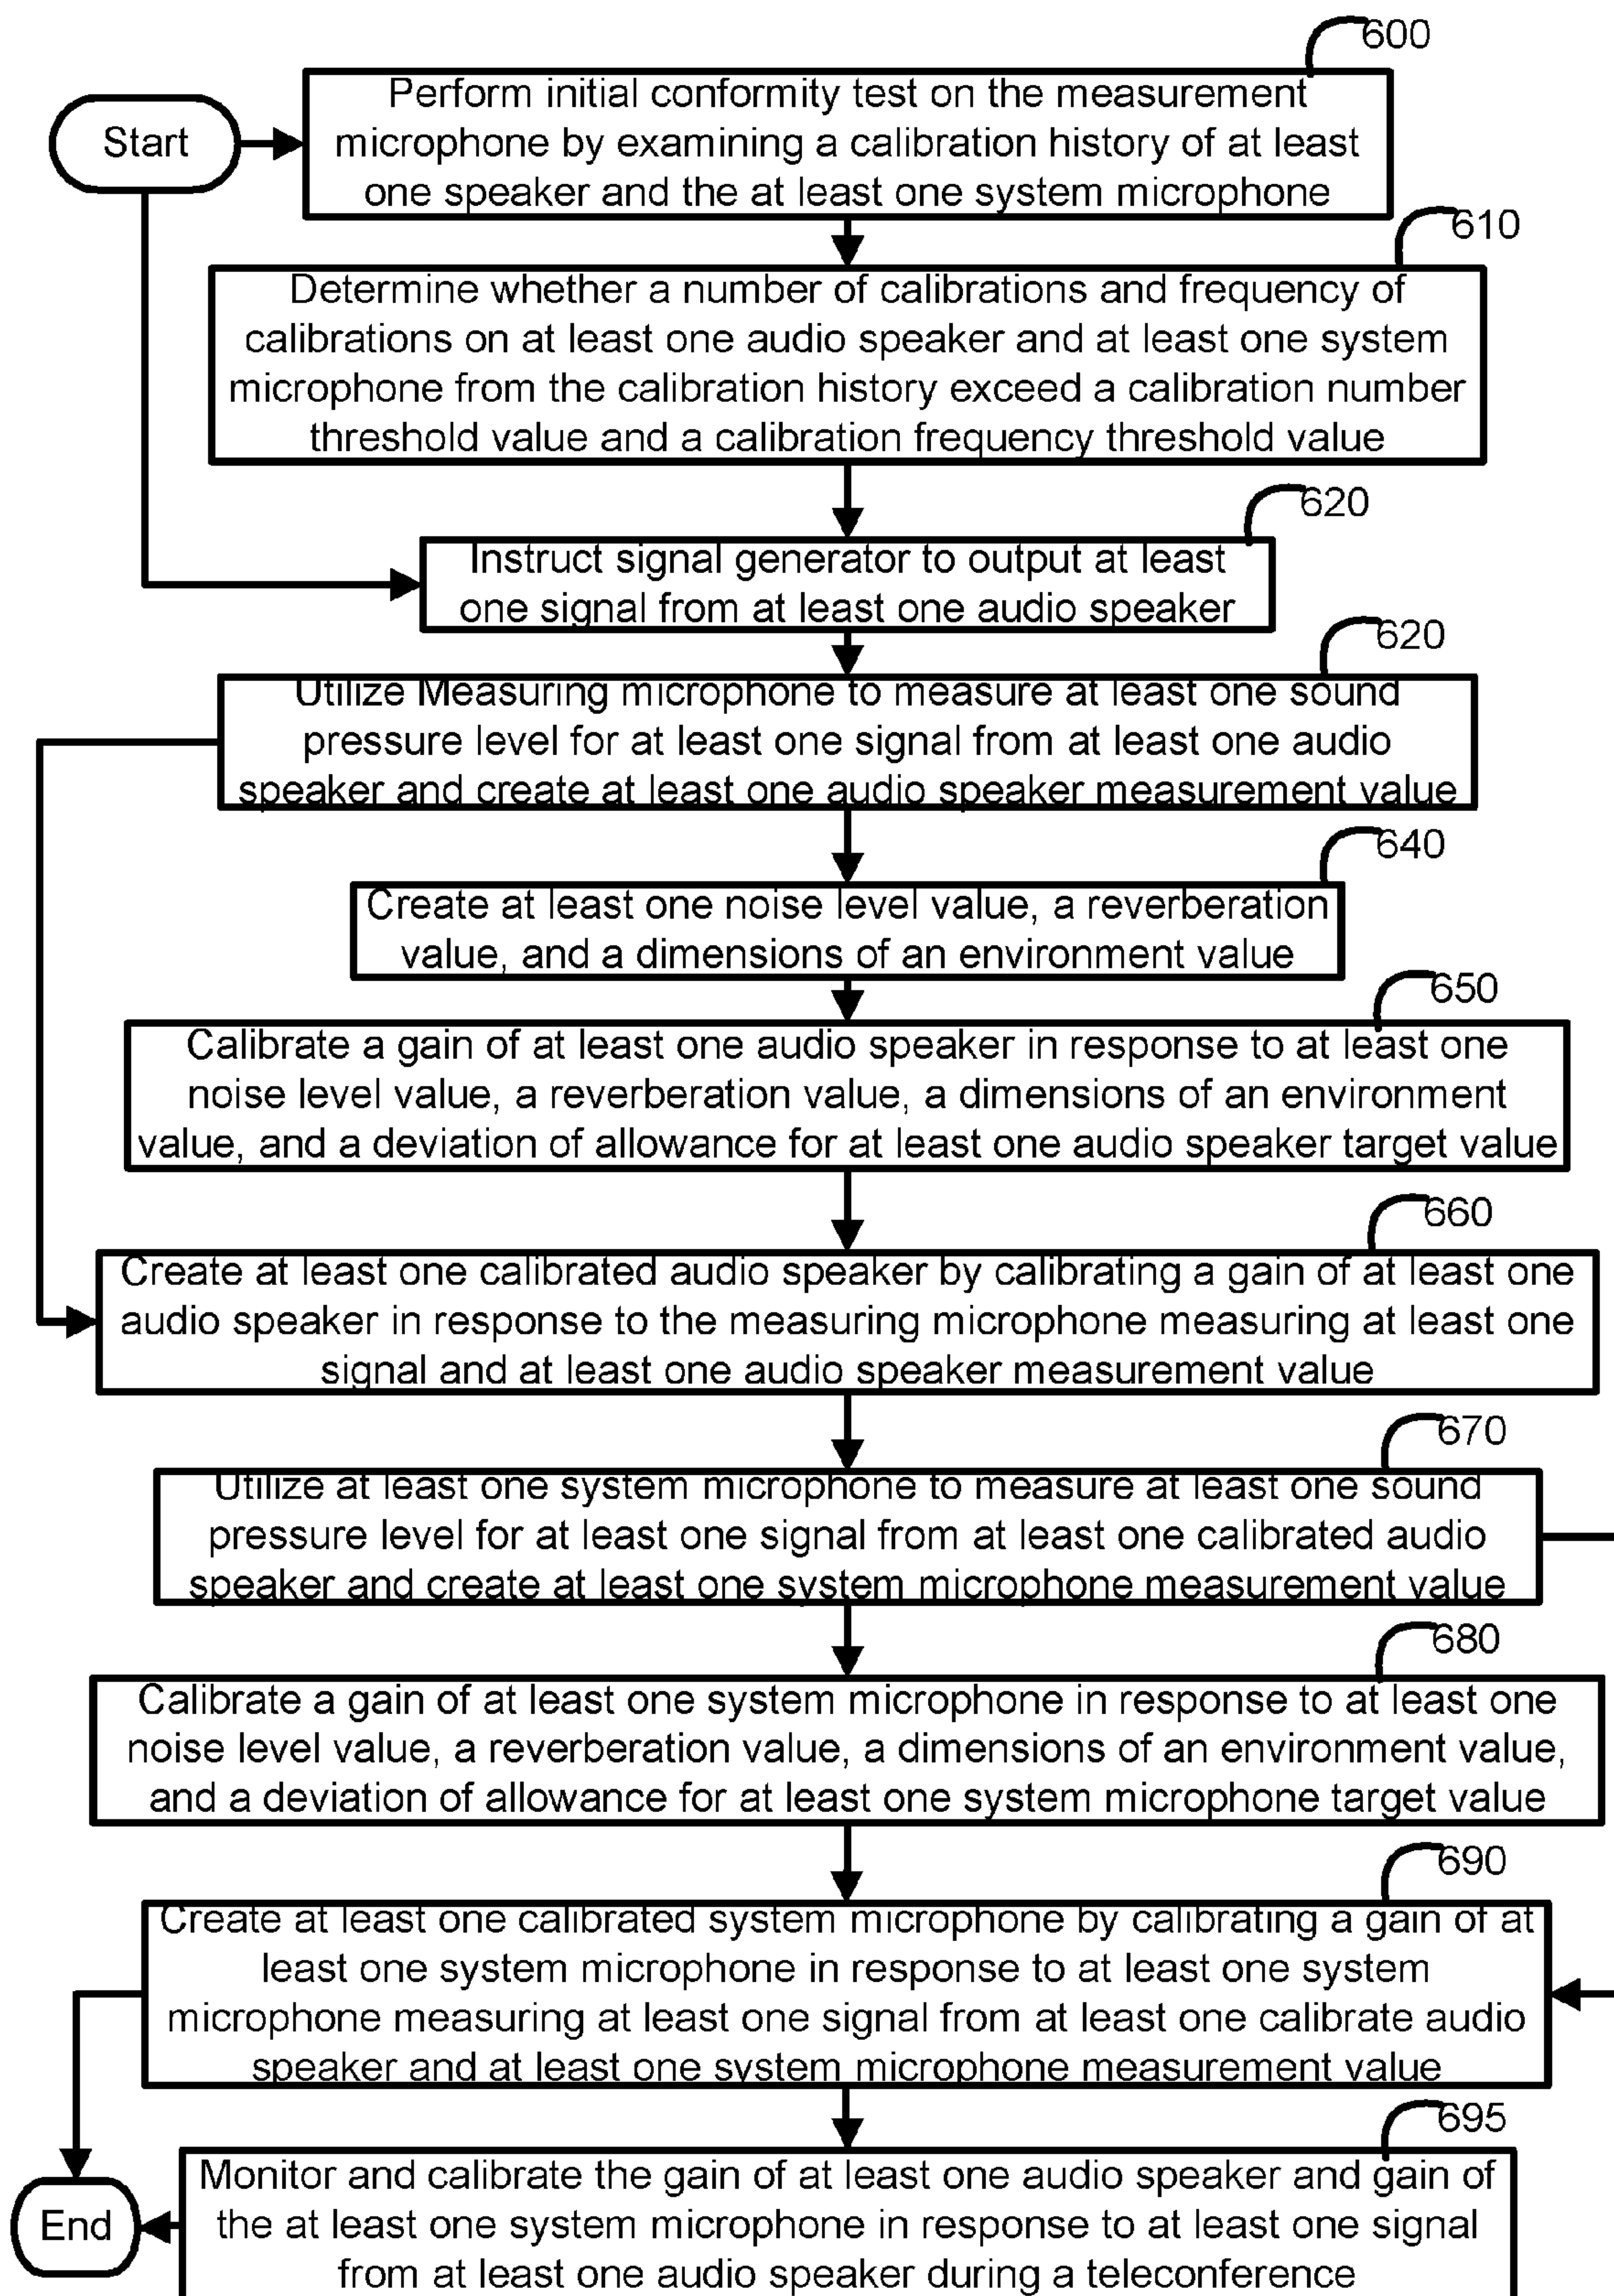 600
Start
Perform initial conformity test on the measurement
microphone by examining a calibration history of at least
one speaker and the at least one system microphone
610
Determine whether a number of calibrations and frequency of
calibrations on at least one audio speaker and at least one system
microphone from the calibration history exceed a calibration number
threshold value and a calibration frequency threshold value
620
Instruct signal generator to output at least
one signal from at least one audio speaker
620
Utilize Measuring microphone to measure at least one sound
pressure level for at least one signal from at least one audio
speaker and create at least one audio speaker measurement value
640
Create at least one noise level value, a reverberation
value, and a dimensions of an environment value
650
Calibrate a gain of at least one audio speaker in response to at least one
noise level value, a reverberation value, a dimensions of an environment
value, and a deviation of allowance for at least one audio speaker target value
660
Create at least one calibrated audio speaker by calibrating a gain of at least one
audio speaker in response to the measuring microphone measuring at least one
signal and at least one audio speaker measurement value
670
Utilize at least one system microphone to measure at least one sound
pressure level for at least one signal from at least one calibrated audio
speaker and create at least one system microphone measurement value
680
Calibrate a gain of at least one system microphone in response to at least one
noise level value, a reverberation value, a dimensions of an environment value,
and a deviation of allowance for at least one system microphone target value
690
Create at least one calibrated system microphone by calibrating a gain of at
least one system microphone in response to at least one system
microphone measuring at least one signal from at least one calibrate audio
speaker and at least one system microphone measurement value
695
Monitor and calibrate the gain of at least one audio speaker and gain of
the at least one system microphone in response to at least one signal
from at least one audio speaker during a teleconference
End